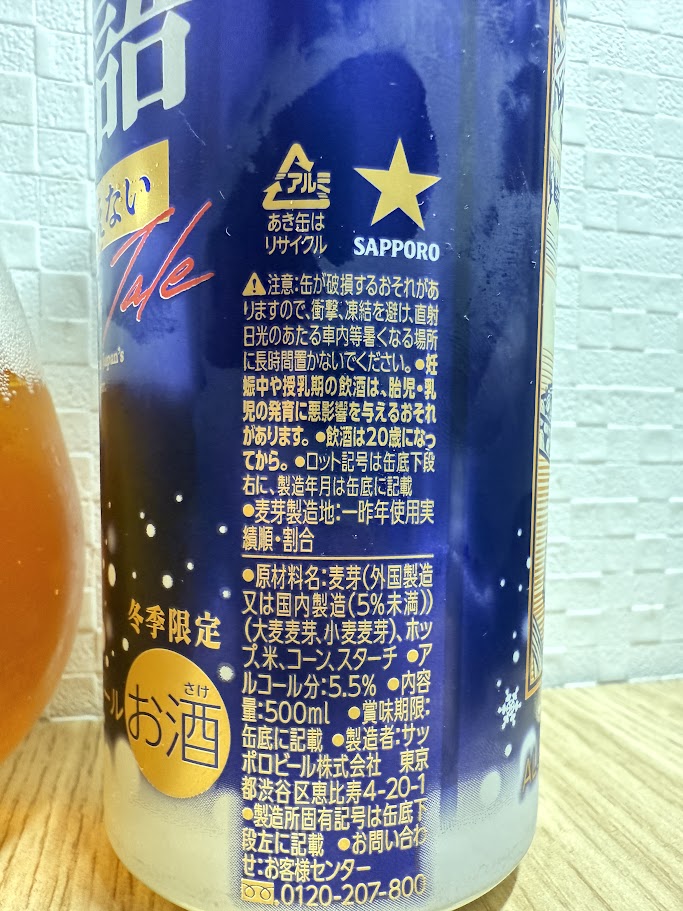 語
ない
Tale
Japan's
アルミ
あき缶は
リサイクル
SAPPORO
注意:缶が破損するおそれがあ
りますので、衝撃、凍結を避け、直射
日光のあたる車内等暑くなる場所
に長時間置かないでください。●妊
娠中や授乳期の飲酒は、胎児・乳
児の発育に悪影響を与えるおそれ
があります。●飲酒は20歳になっ
てから。●ロット記号は缶底下段
右に、製造年月は缶底に記載
●麦芽製造地:一昨年使用実
績順・割合
●原材料名:麦芽(外国製造
又は国内製造(5%未満))
(大麦麦芽、小麦麦芽)、ホッ
プ、米、コーン、スターチ ●ア
ルコール分:5.5% ●内容
量:500ml ●賞味期限:
缶底に記載 ●製造者:サッ
ポロビール株式会社 東京
都渋谷区恵比寿4-20-1
●製造所固有記号は缶底下
段左に記載 ●お問い合わ
せ:お客様センター
0120-207-800
冬季限定
ール
さけ
お酒